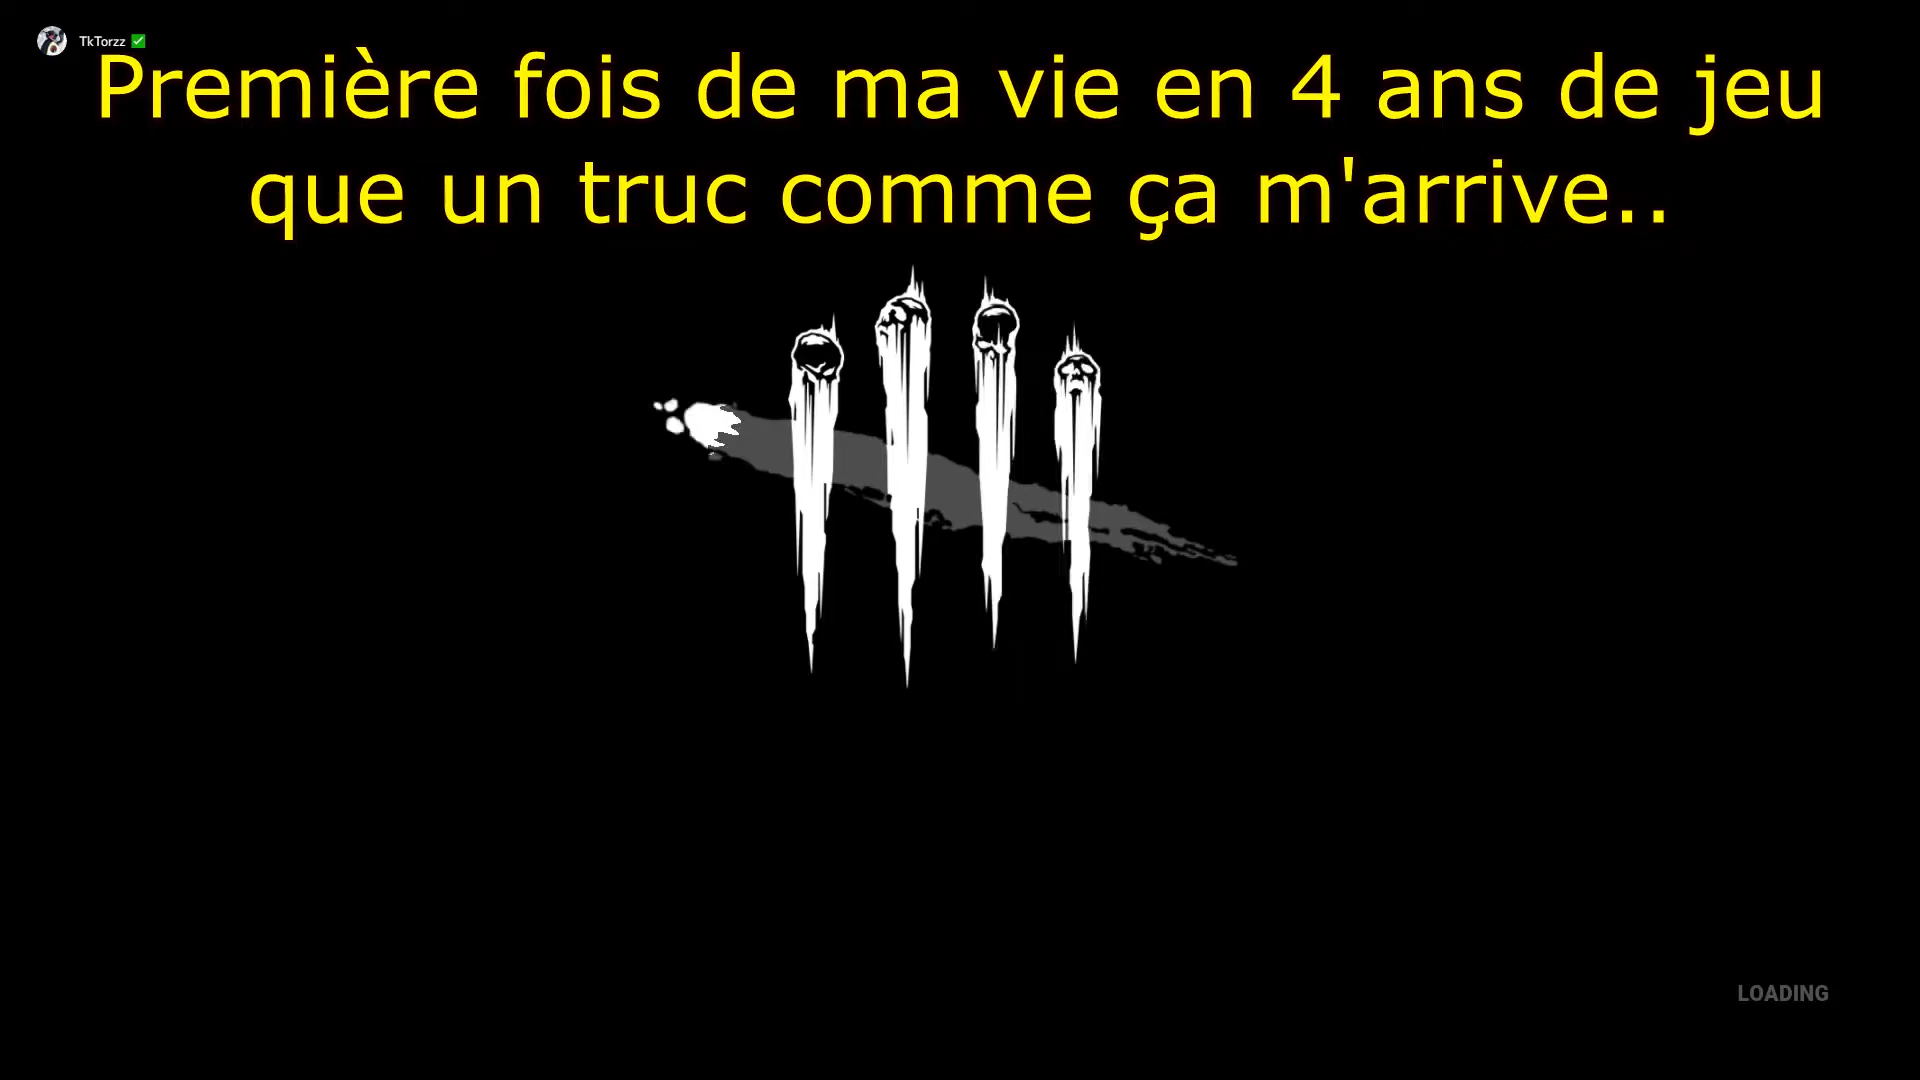 TkTorzz
Première fois de ma vie en 4 ans de jeu
que un truc comme ça m'arrive..
LOADING